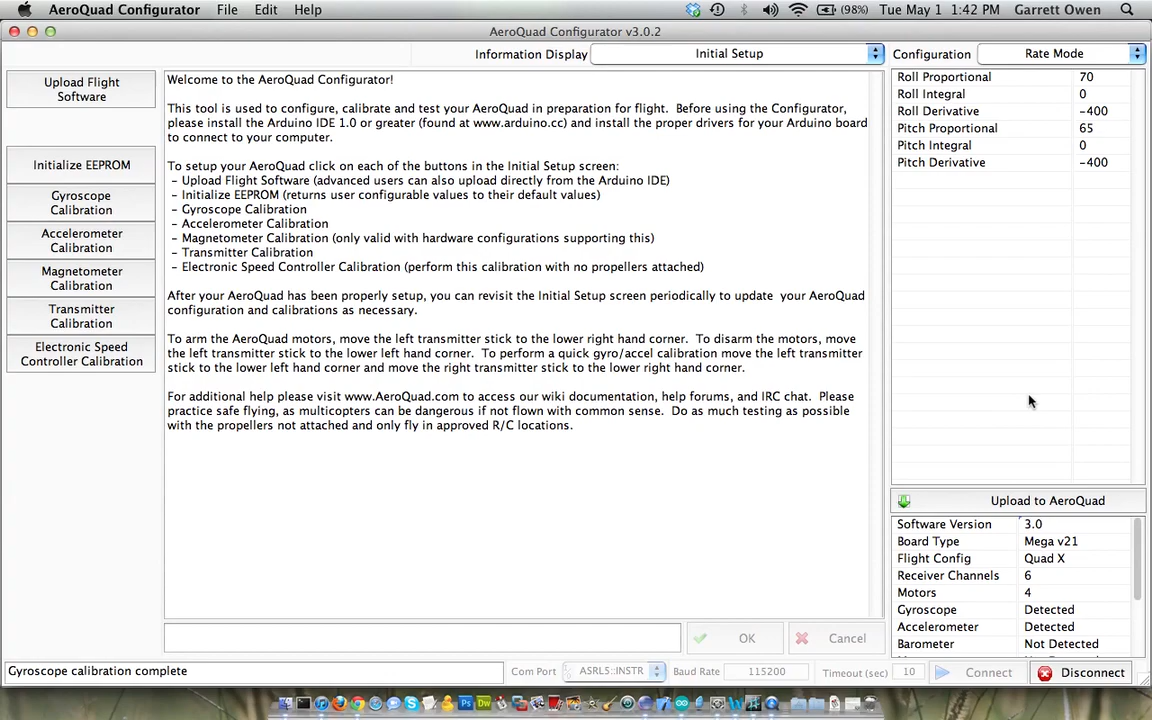 AeroQuad Configurator File Edit Help (98%) Tue May 1 1:42 PM Garrett Owen
AeroQuad Configurator v3.0.2
Information Display Initial Setup Configuration Rate Mode
Upload Flight
Software
Initialize EEPROM
Gyroscope
Calibration
Accelerometer
Calibration
Magnetometer
Calibration
Transmitter
Calibration
Electronic Speed
Controller Calibration
Welcome to the AeroQuad Configurator!
This tool is used to configure, calibrate and test your AeroQuad in preparation for flight. Before using the Configurator,
please install the Arduino IDE 1.0 or greater (found at www.arduino.cc) and install the proper drivers for your Arduino board
to connect to your computer.
To setup your AeroQuad click on each of the buttons in the Initial Setup screen:
- Upload Flight Software (advanced users can also upload directly from the Arduino IDE)
- Initialize EEPROM (returns user configurable values to their default values)
- Gyroscope Calibration
- Accelerometer Calibration
- Magnetometer Calibration (only valid with hardware configurations supporting this)
- Transmitter Calibration
- Electronic Speed Controller Calibration (perform this calibration with no propellers attached)
After your AeroQuad has been properly setup, you can revisit the Initial Setup screen periodically to update your AeroQuad
configuration and calibrations as necessary.
To arm the AeroQuad motors, move the left transmitter stick to the lower right hand corner. To disarm the motors, move
the left transmitter stick to the lower left hand corner. To perform a quick gyro/accel calibration move the left transmitter
stick to the lower left hand corner and move the right transmitter stick to the lower right hand corner.
For additional help please visit www.AeroQuad.com to access our wiki documentation, help forums, and IRC chat. Please
practice safe flying, as multicopters can be dangerous if not flown with common sense. Do as much testing as possible
with the propellers not attached and only fly in approved R/C locations.
OK Cancel
Roll Proportional 70
Roll Integral 0
Roll Derivative -400
Pitch Proportional 65
Pitch Integral 0
Pitch Derivative -400
Upload to AeroQuad
Software Version 3.0
Board Type Mega v21
Flight Config Quad X
Receiver Channels 6
Motors 4
Gyroscope Detected
Accelerometer Detected
Barometer Not Detected
Gyroscope calibration complete Com Port ASRL5::INSTR Baud Rate 115200 Timeout (sec) 10 Connect Disconnect